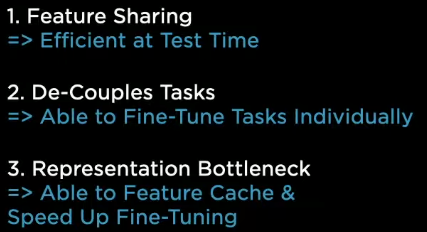 1. Feature Sharing
=> Efficient at Test Time
2. De-Couples Tasks
=> Able to Fine-Tune Tasks Individually
3. Representation Bottleneck
=> Able to Feature Cache &
Speed Up Fine-Tuning